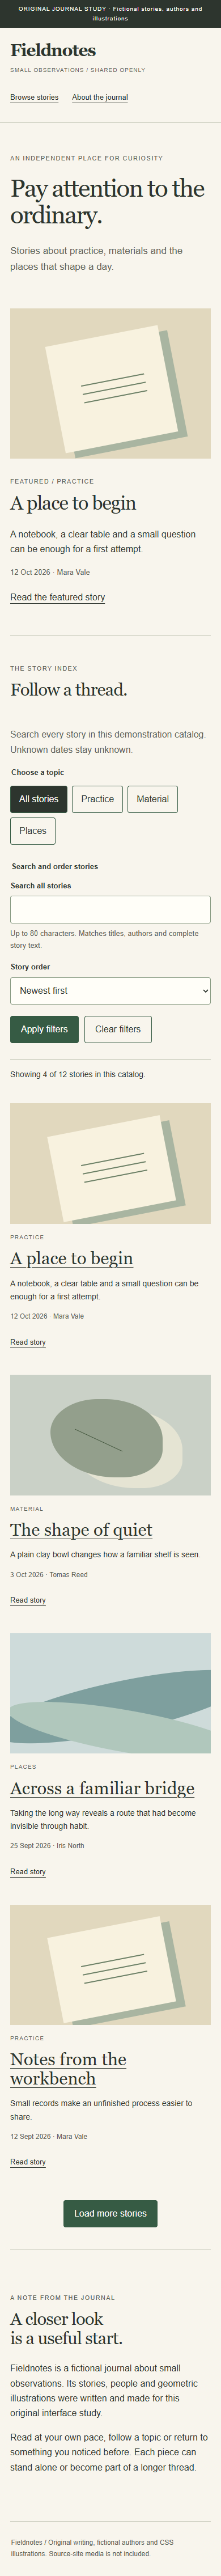 ORIGINAL JOURNAL STUDY · Fictional stories, authors and
illustrations
Fieldnotes
SMALL OBSERVATIONS / SHARED OPENLY
Browse stories About the journal
AN INDEPENDENT PLACE FOR CURIOSITY
Pay attention to the
ordinary.
Stories about practice, materials and the
places that shape a day.
FEATURED / PRACTICE
A place to begin
A notebook, a clear table and a small question
can be enough for a first attempt.
12 Oct 2026 · Mara Vale
Read the featured story
THE STORY INDEX
Follow a thread.
Search every story in this demonstration catalog.
Unknown dates stay unknown.
Choose a topic
All stories Practice Material
Places
Search and order stories
Search all stories
Up to 80 characters. Matches titles, authors and complete
story text.
Story order
Newest first
Apply filters Clear filters
Showing 4 of 12 stories in this catalog.
PRACTICE
A place to begin
A notebook, a clear table and a small question can be
enough for a first attempt.
12 Oct 2026 · Mara Vale
Read story
MATERIAL
The shape of quiet
A plain clay bowl changes how a familiar shelf is seen.
3 Oct 2026 · Tomas Reed
Read story
PLACES
Across a familiar bridge
Taking the long way reveals a route that had become
invisible through habit.
25 Sept 2026 · Iris North
Read story
PRACTICE
Notes from the
workbench
Small records make an unfinished process easier to
share.
12 Sept 2026 · Mara Vale
Read story
Load more stories
A NOTE FROM THE JOURNAL
A closer look
is a useful start.
Fieldnotes is a fictional journal about small
observations. Its stories, people and geometric
illustrations were written and made for this
original interface study.
Read at your own pace, follow a topic or return to
something you noticed before. Each piece can
stand alone or become part of a longer thread.
Fieldnotes / Original writing, fictional authors and CSS
illustrations. Source-site media is not included.